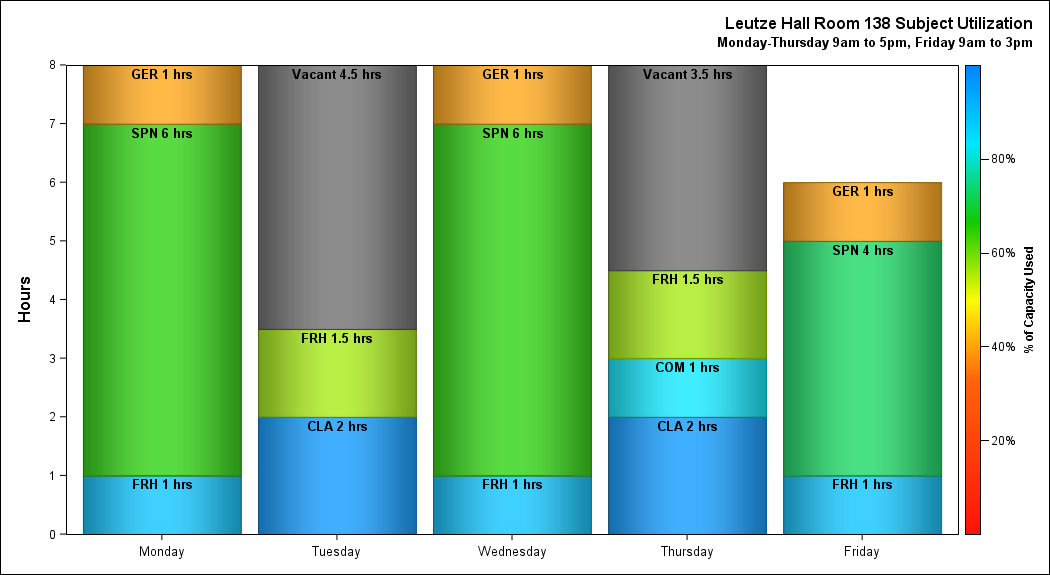 Leutze Hall Room 138 Subject Utilization
Monday-Thursday 9am to 5pm, Friday 9am to 3pm
Hours
8
7
6
5
4
3
2
1
0
GER 1 hrs
SPN 6 hrs
FRH 1 hrs
Monday
Vacant 4.5 hrs
FRH 1.5 hrs
CLA 2 hrs
Tuesday
GER 1 hrs
SPN 6 hrs
FRH 1 hrs
Wednesday
Vacant 3.5 hrs
FRH 1.5 hrs
COM 1 hrs
CLA 2 hrs
Thursday
GER 1 hrs
SPN 4 hrs
FRH 1 hrs
Friday
80%
60%
40%
20%
% of Capacity Used